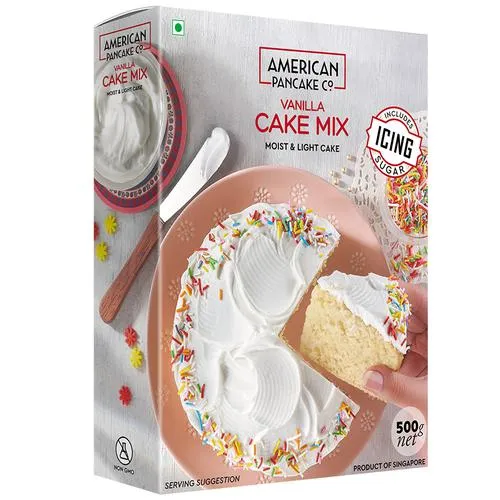 AMERICAN
PANCAKE Cº
VANILLA
CAKE MIX
MOIST & LIGHT CAKE
NON GMO
AMERICAN
PANCAKE Cº
VANILLA
CAKE MIX
MOIST & LIGHT CAKE
INCLUDES
ICING
SUGAR
500g
net
SERVING SUGGESTION
PRODUCT OF SINGAPORE